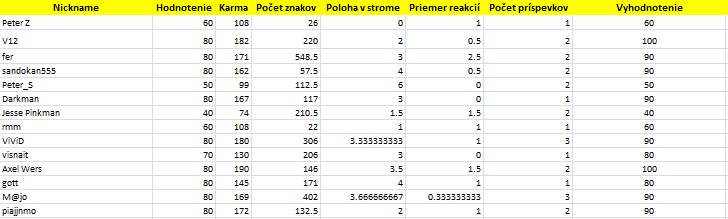 Nickname Hodnotenie Karma Počet znakov Poloha v strome Priemer reakcií Počet príspevkov Vyhodnotenie
Peter Z 60 108 26 0 1 1 60
V12 80 182 220 2 0.5 2 100
fer 80 171 548.5 3 2.5 2 90
sandokan555 80 162 57.5 4 0.5 2 90
Peter_S 50 99 112.5 6 0 2 50
Darkman 80 167 117 3 0 1 90
Jesse Pinkman 40 74 210.5 1.5 1.5 2 40
rmm 60 108 22 1 1 1 60
ViViD 80 180 306 3.333333333 1 3 90
visnait 70 130 206 3 0 1 80
Axel Wers 80 190 146 3.5 1.5 2 100
gott 80 145 171 4 1 1 80
M@jo 80 169 402 3.666666667 0.333333333 3 90
piajjnmo 80 172 132.5 2 1 2 90